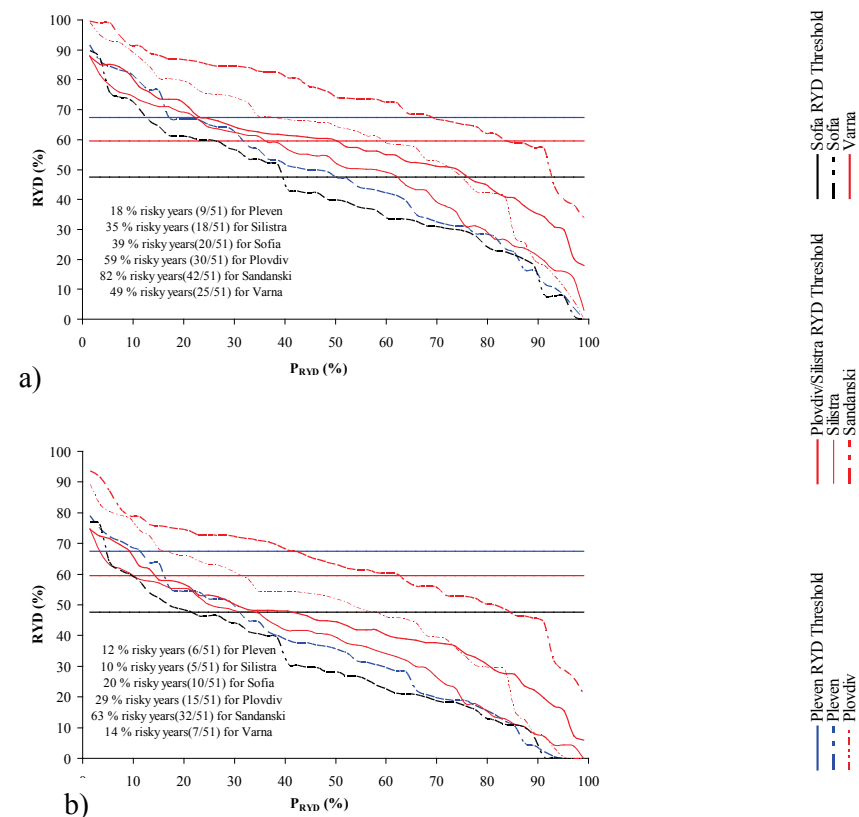 100
90
80
70
60
50
40
30
20
10
0
RYD (%)
18 % risky years (9/51) for Pleven
35 % risky years (18/51) for Silistra
39 % risky years(20/51) for Sofia
59 % risky years (30/51) for Plovdiv
82 % risky years(42/51) for Sandanski
49 % risky years(25/51) for Varna
0 10 20 30 40 50 60 70 80 90 100
PRYD (%)
a)
100
90
80
70
60
50
40
30
20
10
0
RYD (%)
12 % risky years (6/51) for Pleven
10 % risky years (5/51) for Silistra
20 % risky years(10/51) for Sofia
29 % risky years (15/51) for Plovdiv
63 % risky years(32/51) for Sandanski
14 % risky years(7/51) for Varna
10 20 30 40 50 60 70 80 90 100
PRYD (%)
b)
Pleven RYD Threshold
Pleven
Plovdiv
Plovdiv/Silistra RYD Threshold
Silistra
Sandanski
Sofia RYD Threshold
Sofia
Varna